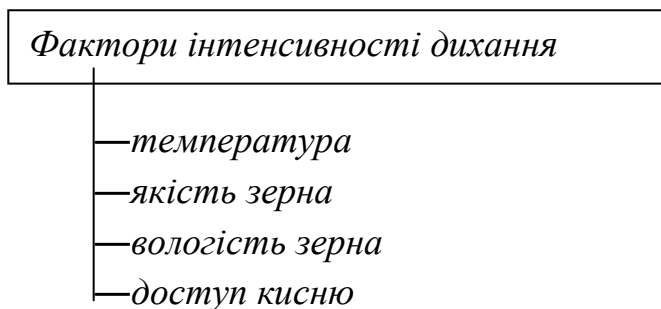 Фактори інтенсивності дихання
температура
якість зерна
вологість зерна
доступ кисню